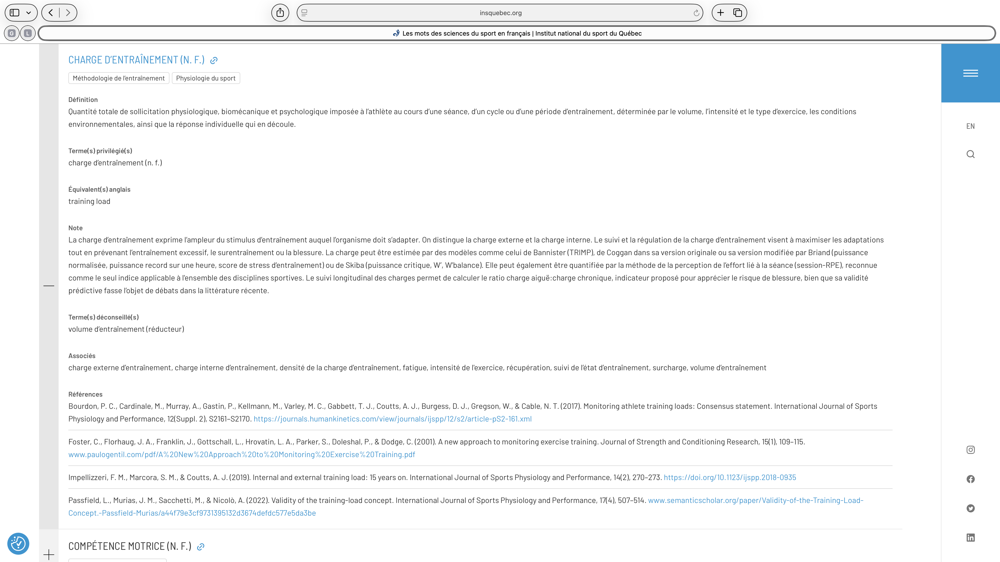 insquebec.org
G
L
Les mots des sciences du sport en français | Institut national du sport du Québec
CHARGE D’ENTRAÎNEMENT (N. F.)
Méthodologie de l’entraînement
Physiologie du sport
Définition
Quantité totale de sollicitation physiologique, biomécanique et psychologique imposée à l’athlète au cours d’une séance, d’un cycle ou d’une période d’entraînement, déterminée par le volume, l’intensité et le type d’exercice, les conditions
environnementales, ainsi que la réponse individuelle qui en découle.
Terme(s) privilégié(s)
charge d’entraînement (n. f.)
Équivalent(s) anglais
training load
Note
La charge d’entraînement exprime l’ampleur du stimulus d’entraînement auquel l’organisme doit s’adapter. On distingue la charge externe et la charge interne. Le suivi et la régulation de la charge d’entraînement visent à maximiser les adaptations
tout en prévenant l’entraînement excessif, le surentraînement ou la blessure. La charge peut être estimée par des modèles comme celui de Bannister (TRIMP), de Coggan dans sa version originale ou sa version modifiée par Briand (puissance
normalisée, puissance record sur une heure, score de stress d’entraînement) ou de Skiba (puissance critique, W’, W’balance). Elle peut également être quantifiée par la méthode de la perception de l’effort lié à la séance (session-RPE), reconnue
comme le seul indice applicable à l'ensemble des disciplines sportives. Le suivi longitudinal des charges permet de calculer le ratio charge aiguë:charge chronique, indicateur proposé pour apprécier le risque de blessure, bien que sa validité
prédictive fasse l’objet de débats dans la littérature récente.
Terme(s) déconseillé(s)
volume d’entraînement (réducteur)
Associés
charge externe d’entraînement, charge interne d’entraînement, densité de la charge d’entraînement, fatigue, intensité de l'exercice, récupération, suivi de l’état d’entraînement, surcharge, volume d’entraînement
Références
Bourdon, P. C., Cardinale, M., Murray, A., Gastin, P., Kellmann, M., Varley, M. C., Gabbett, T. J., Coutts, A. J., Burgess, D. J., Gregson, W., & Cable, N. T. (2017). Monitoring athlete training loads: Consensus statement. International Journal of Sports
Physiology and Performance, 12(Suppl. 2), S2161–S2170. https://journals.humankinetics.com/view/journals/ijspp/12/s2/article-pS2-161.xml
Foster, C., Florhaug, J. A., Franklin, J., Gottschall, L., Hrovatin, L. A., Parker, S., Doleshal, P., & Dodge, C. (2001). A new approach to monitoring exercise training. Journal of Strength and Conditioning Research, 15(1), 109–115.
www.paulogentil.com/pdf/A%20New%20Approach%20to%20Monitoring%20Exercise%20Training.pdf
Impellizzeri, F. M., Marcora, S. M., & Coutts, A. J. (2019). Internal and external training load: 15 years on. International Journal of Sports Physiology and Performance, 14(2), 270–273. https://doi.org/10.1123/ijspp.2018-0935
Passfield, L., Murias, J. M., Sacchetti, M., & Nicolò, A. (2022). Validity of the training-load concept. International Journal of Sports Physiology and Performance, 17(4), 507–514. www.semanticscholar.org/paper/Validity-of-the-Training-Load-
Concept.-Passfield-Murias/a44f79e3cf9731395132d3674defdc577e5da3be
COMPÉTENCE MOTRICE (N. F.)
EN